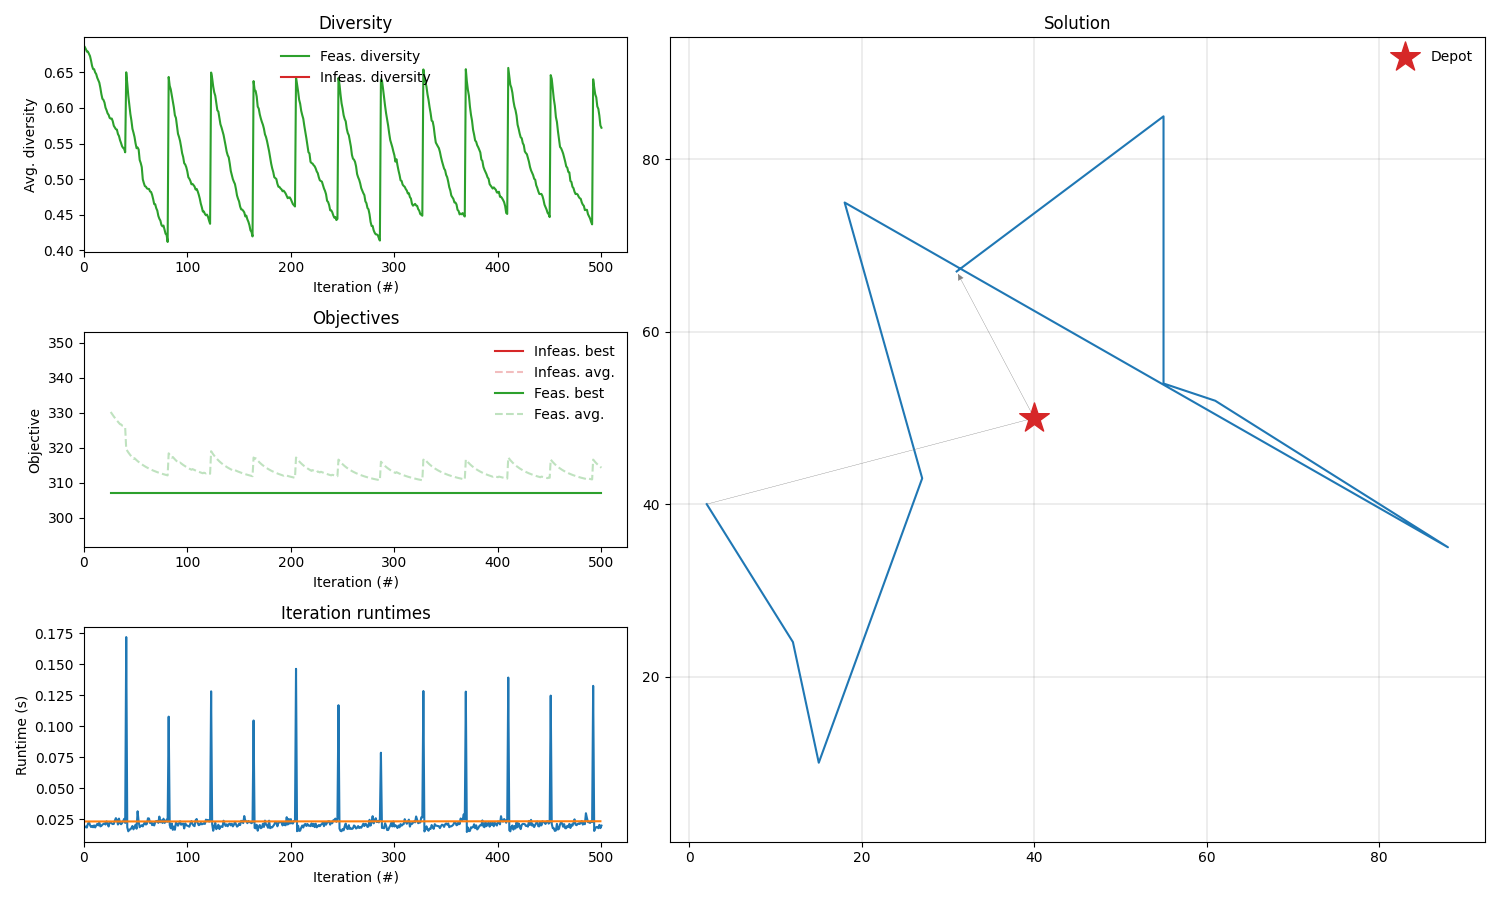 Diversity
Feas. diversity
Infeas. diversity
Avg. diversity
0.65
0.60
0.55
0.50
0.45
0.40
0 100 200 300 400 500
Iteration (#)
Objectives
Infeas. best
Infeas. avg.
Feas. best
Feas. avg.
Objective
350
340
330
320
310
300
0 100 200 300 400 500
Iteration (#)
Iteration runtimes
Runtime (s)
0.175
0.150
0.125
0.100
0.075
0.050
0.025
0 100 200 300 400 500
Iteration (#)
Solution
Depot
80
60
40
20
0 20 40 60 80